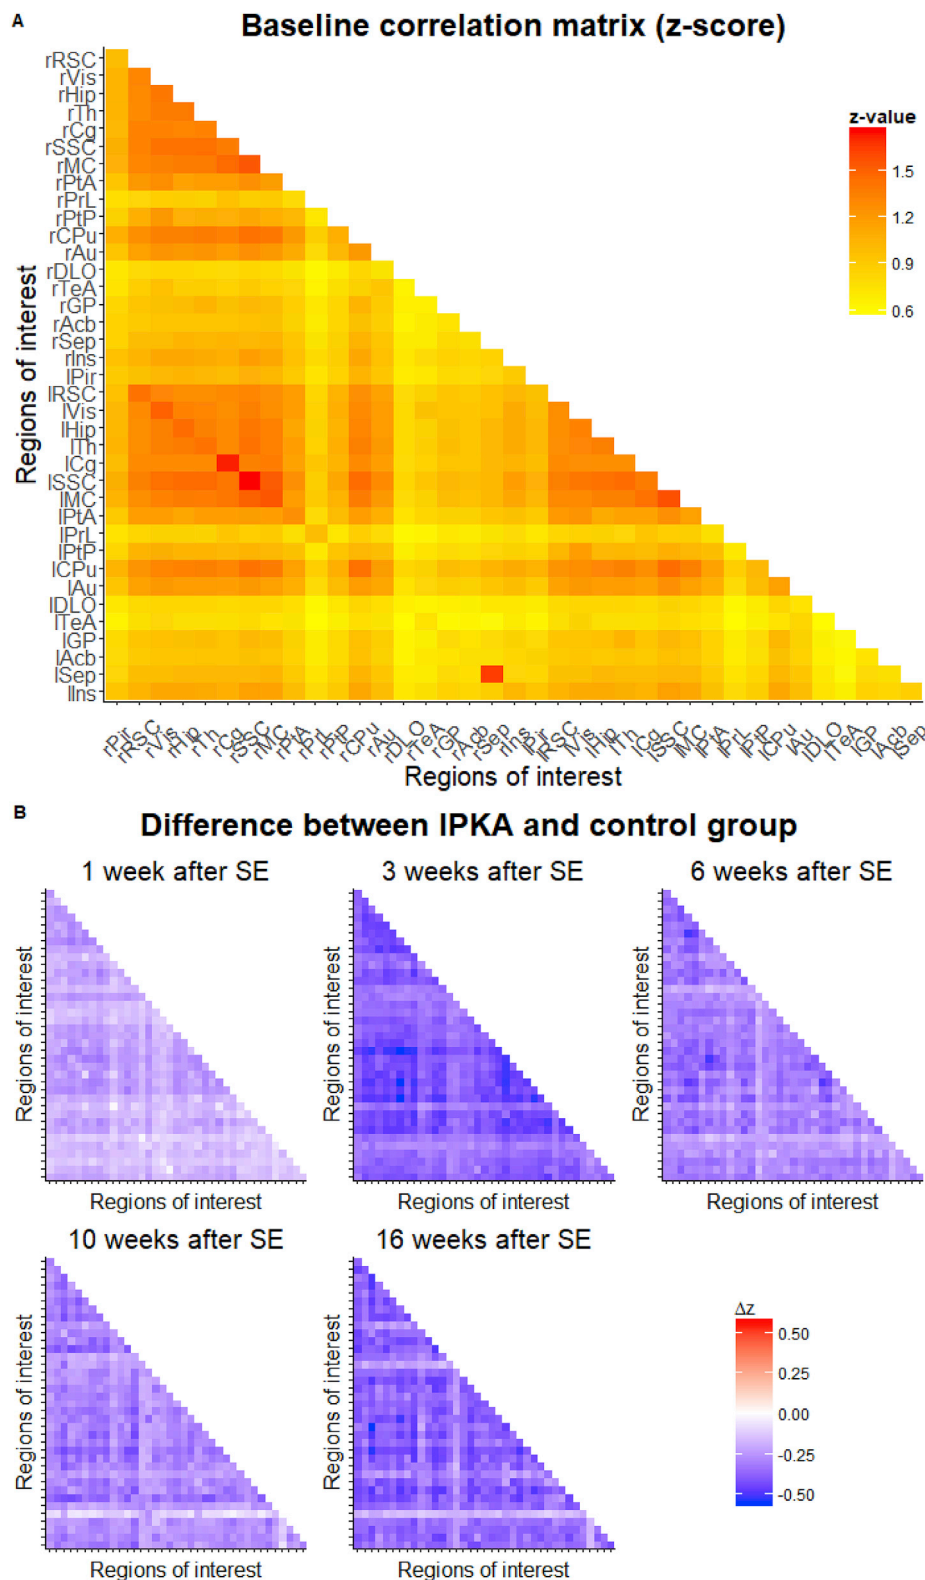 A
Baseline correlation matrix (z-score)
Regions of interest
rRSC
rVis
rHip
rTh
rCg
rSSC
rMC
rPtA
rPrL
rPtP
rCPu
rAu
rDLO
rTeA
rGP
rAcb
rSep
rIns
lPir
lRSC
lVis
lHip
lTh
lCg
lSSC
lMC
lPtA
lPrL
lPtP
lCPu
lAu
lDLO
lTeA
lGP
lAcb
lSep
lIns
z-value
1.5
1.2
0.9
0.6
rPir rRSC rVis rHip rTh rCg rSSC rMC rPtA rPrL rPtP rCPu rAu rDLO rTeA rGP rAcb rSep rIns lPir lRSC lVis lHip lTh lCg lSSC lMC lPtA lPrL lPtP lCPu lAu lDLO lTeA lGP lAcb lSep
Regions of interest
B
Difference between IPKA and control group
1 week after SE
Regions of interest
Regions of interest
3 weeks after SE
Regions of interest
Regions of interest
6 weeks after SE
Regions of interest
Regions of interest
10 weeks after SE
Regions of interest
Regions of interest
16 weeks after SE
Regions of interest
Regions of interest
Δz
0.50
0.25
0.00
-0.25
-0.50